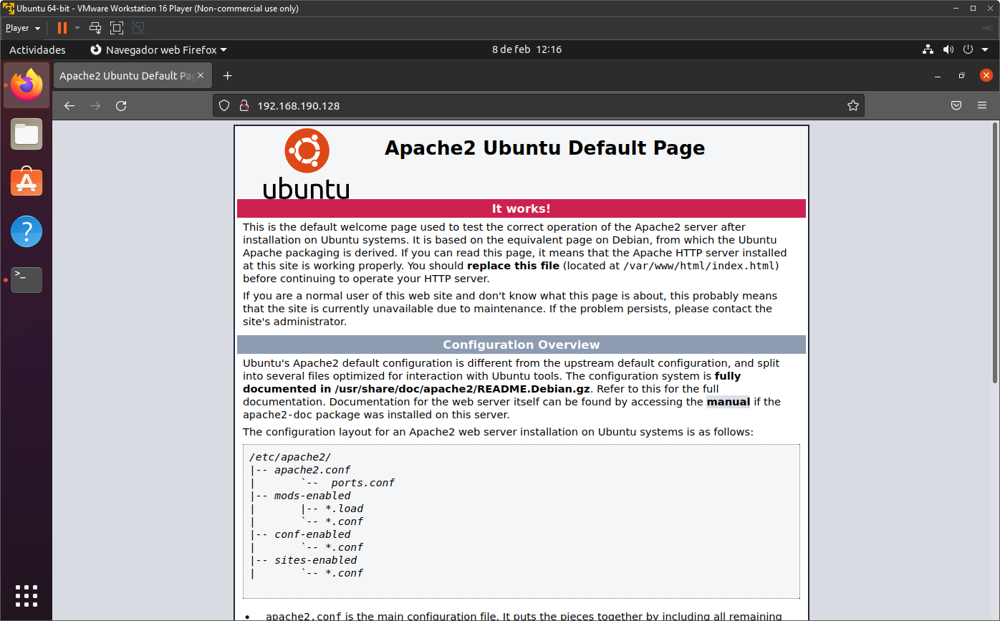 Ubuntu 64-bit - VMware Workstation 16 Player (Non-commercial use only)
Player
Actividades Navegador web Firefox 8 de feb 12:16
Apache2 Ubuntu Default Pag
192.168.190.128
ubuntu
Apache2 Ubuntu Default Page
It works!
This is the default welcome page used to test the correct operation of the Apache2 server after
installation on Ubuntu systems. It is based on the equivalent page on Debian, from which the Ubuntu
Apache packaging is derived. If you can read this page, it means that the Apache HTTP server installed
at this site is working properly. You should replace this file (located at /var/www/html/index.html)
before continuing to operate your HTTP server.
If you are a normal user of this web site and don't know what this page is about, this probably means
that the site is currently unavailable due to maintenance. If the problem persists, please contact the
site's administrator.
Configuration Overview
Ubuntu's Apache2 default configuration is different from the upstream default configuration, and split
into several files optimized for interaction with Ubuntu tools. The configuration system is fully
documented in /usr/share/doc/apache2/README.Debian.gz. Refer to this for the full
documentation. Documentation for the web server itself can be found by accessing the manual if the
apache2-doc package was installed on this server.
The configuration layout for an Apache2 web server installation on Ubuntu systems is as follows:
/etc/apache2/
|-- apache2.conf
|       `--  ports.conf
|-- mods-enabled
|       |-- *.load
|       `-- *.conf
|-- conf-enabled
|       `-- *.conf
|-- sites-enabled
|       `-- *.conf
• apache2.conf is the main configuration file. It puts the pieces together by including all remaining